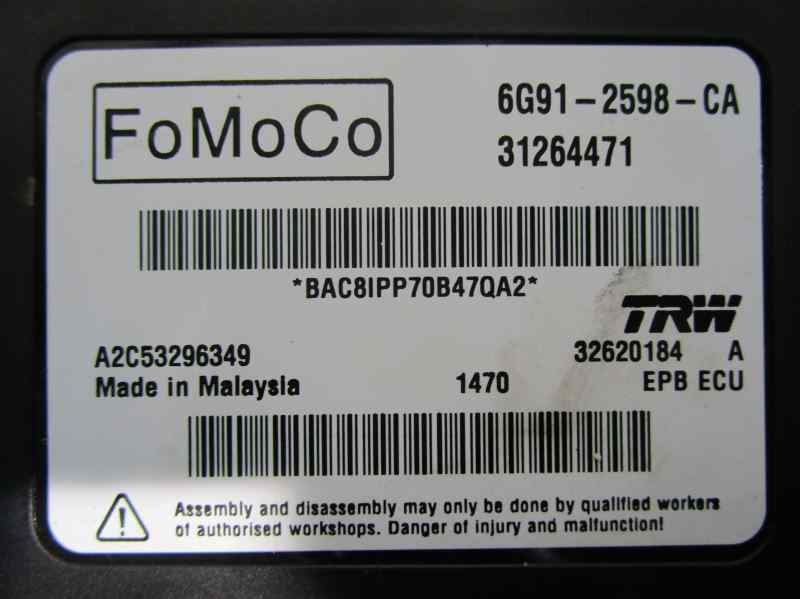 FoMoCo
6G91-2598-CA
31264471
*BAC8IPP70B47QA2*
TRW
A2C53296349
32620184 A
Made in Malaysia
1470
EPB ECU
Assembly and disassembly may only be done by qualified workers
of authorised workshops. Danger of injury and malfunction!